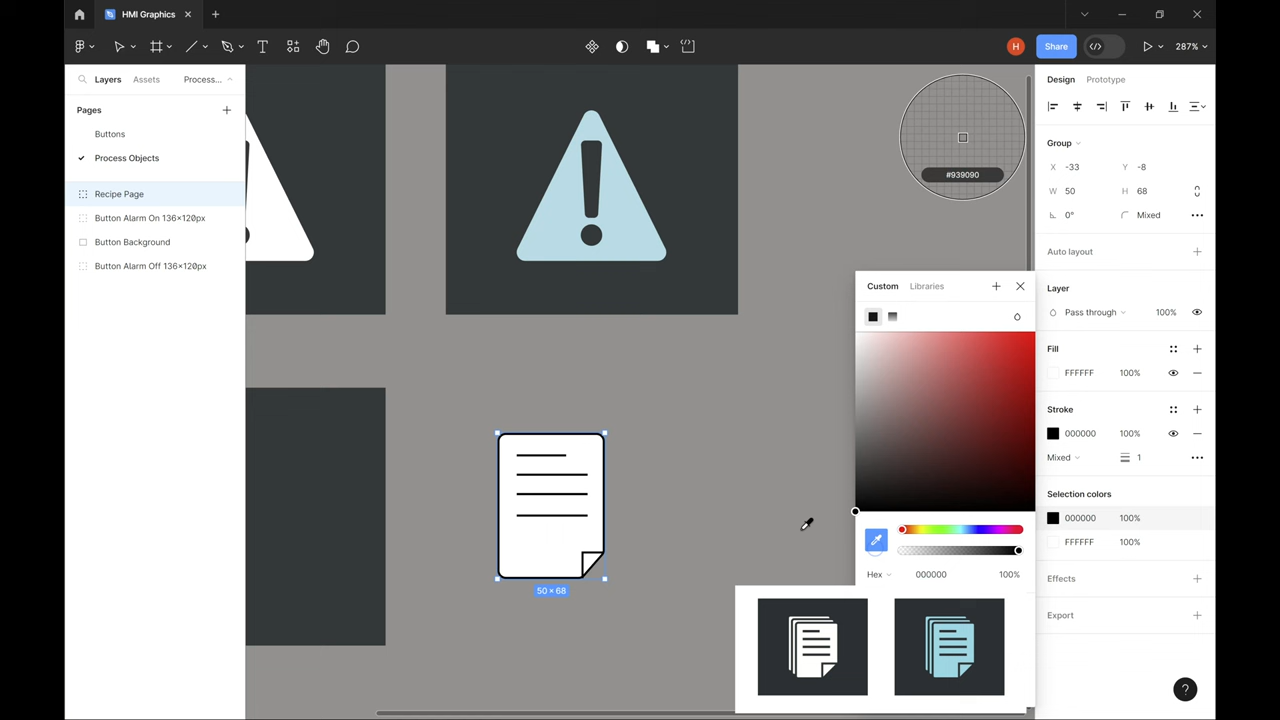 HMI Graphics
H
Share
287%
Layers
Assets
Process...
Design
Prototype
Pages
Buttons
Process Objects
Recipe Page
Button Alarm On 136×120px
Button Background
Button Alarm Off 136×120px
#939090
Group
X -33
Y -8
W 50
H 68
0°
Mixed
Auto layout
Custom
Libraries
Layer
Pass through
100%
Fill
FFFFFF
100%
Stroke
000000
100%
Mixed
1
Selection colors
000000
100%
FFFFFF
100%
Hex
000000
100%
Effects
50 × 68
Export
?